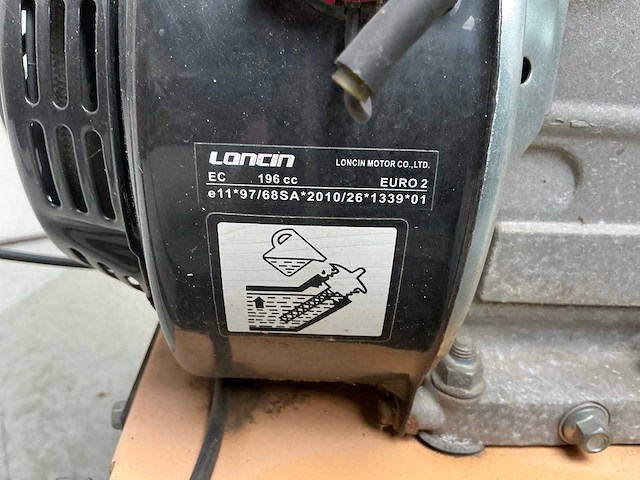 LONCIN LONCIN MOTOR CO.,LTD.
EC 196 cc EURO 2
e11*97/68SA*2010/26*1339*01